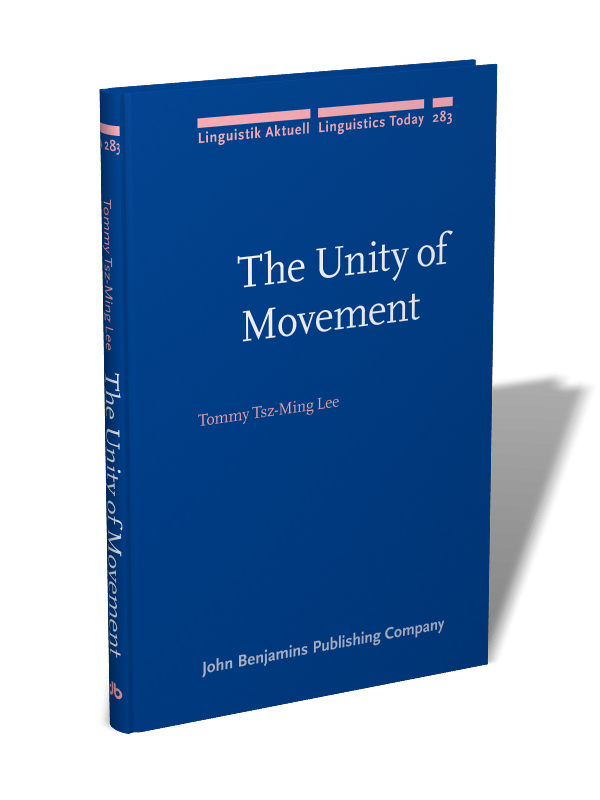 Linguistik Aktuell Linguistics Today 283
The Unity of
Movement
Tommy Tsz-Ming Lee
John Benjamins Publishing Company
283
Tommy Tsz-Ming Lee
The Unity of Movement
jb